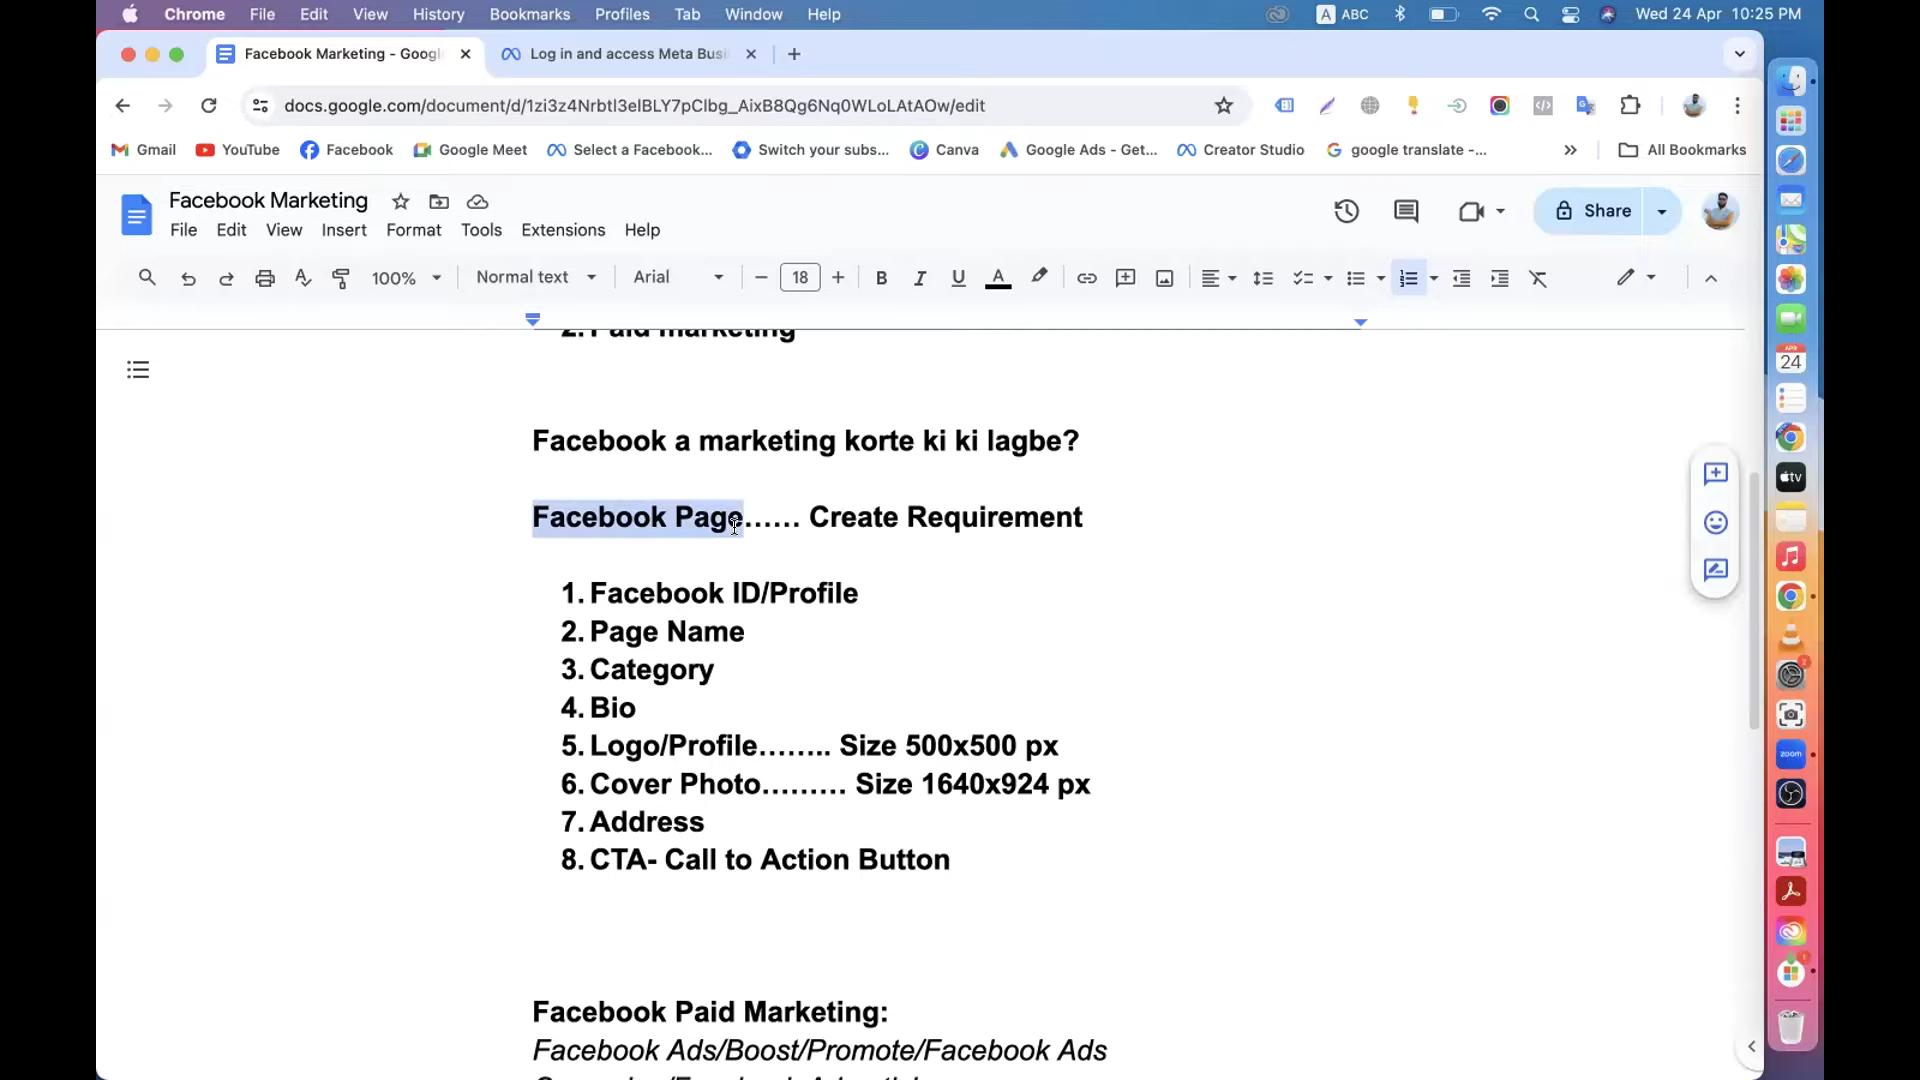 Chrome File Edit View History Bookmarks Profiles Tab Window Help A ABC Wed 24 Apr 10:25 PM
Facebook Marketing - Googl Log in and access Meta Busi
docs.google.com/document/d/1zi3z4Nrbtl3elBLY7pClbg_AixB8Qg6Nq0WLoLAtAOw/edit
Gmail YouTube Facebook Google Meet Select a Facebook... Switch your subs... Canva Google Ads - Get... Creator Studio google translate -... All Bookmarks
Facebook Marketing
Share
File Edit View Insert Format Tools Extensions Help
100% Normal text Arial 18 B I U A
2. Paid marketing
Facebook a marketing korte ki ki lagbe?
Facebook Page...... Create Requirement
1. Facebook ID/Profile
2. Page Name
3. Category
4. Bio
5. Logo/Profile........ Size 500x500 px
6. Cover Photo......... Size 1640x924 px
7. Address
8. CTA- Call to Action Button
Facebook Paid Marketing:
Facebook Ads/Boost/Promote/Facebook Ads
APR
24
tv
zoom